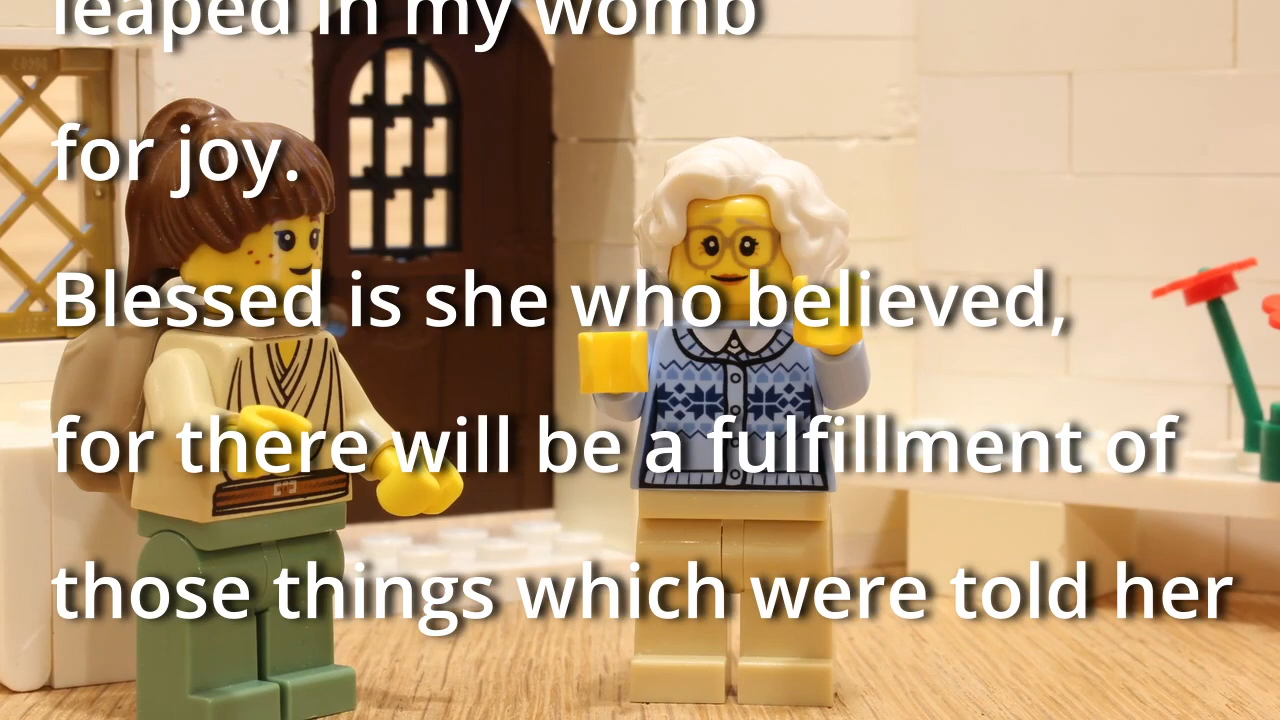 leaped in my womb
for joy.
Blessed is she who believed,
for there will be a fulfillment of
those things which were told her